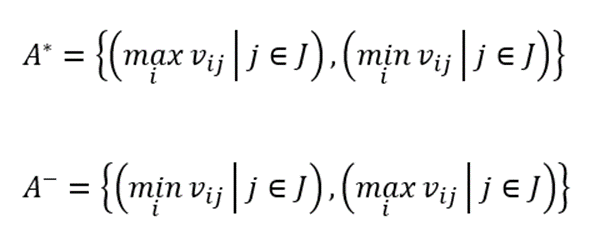 A* = {(max_i v_ij | j ∈ J), (min_i v_ij | j ∈ J)}
A⁻ = {(min_i v_ij | j ∈ J), (max_i v_ij | j ∈ J)}